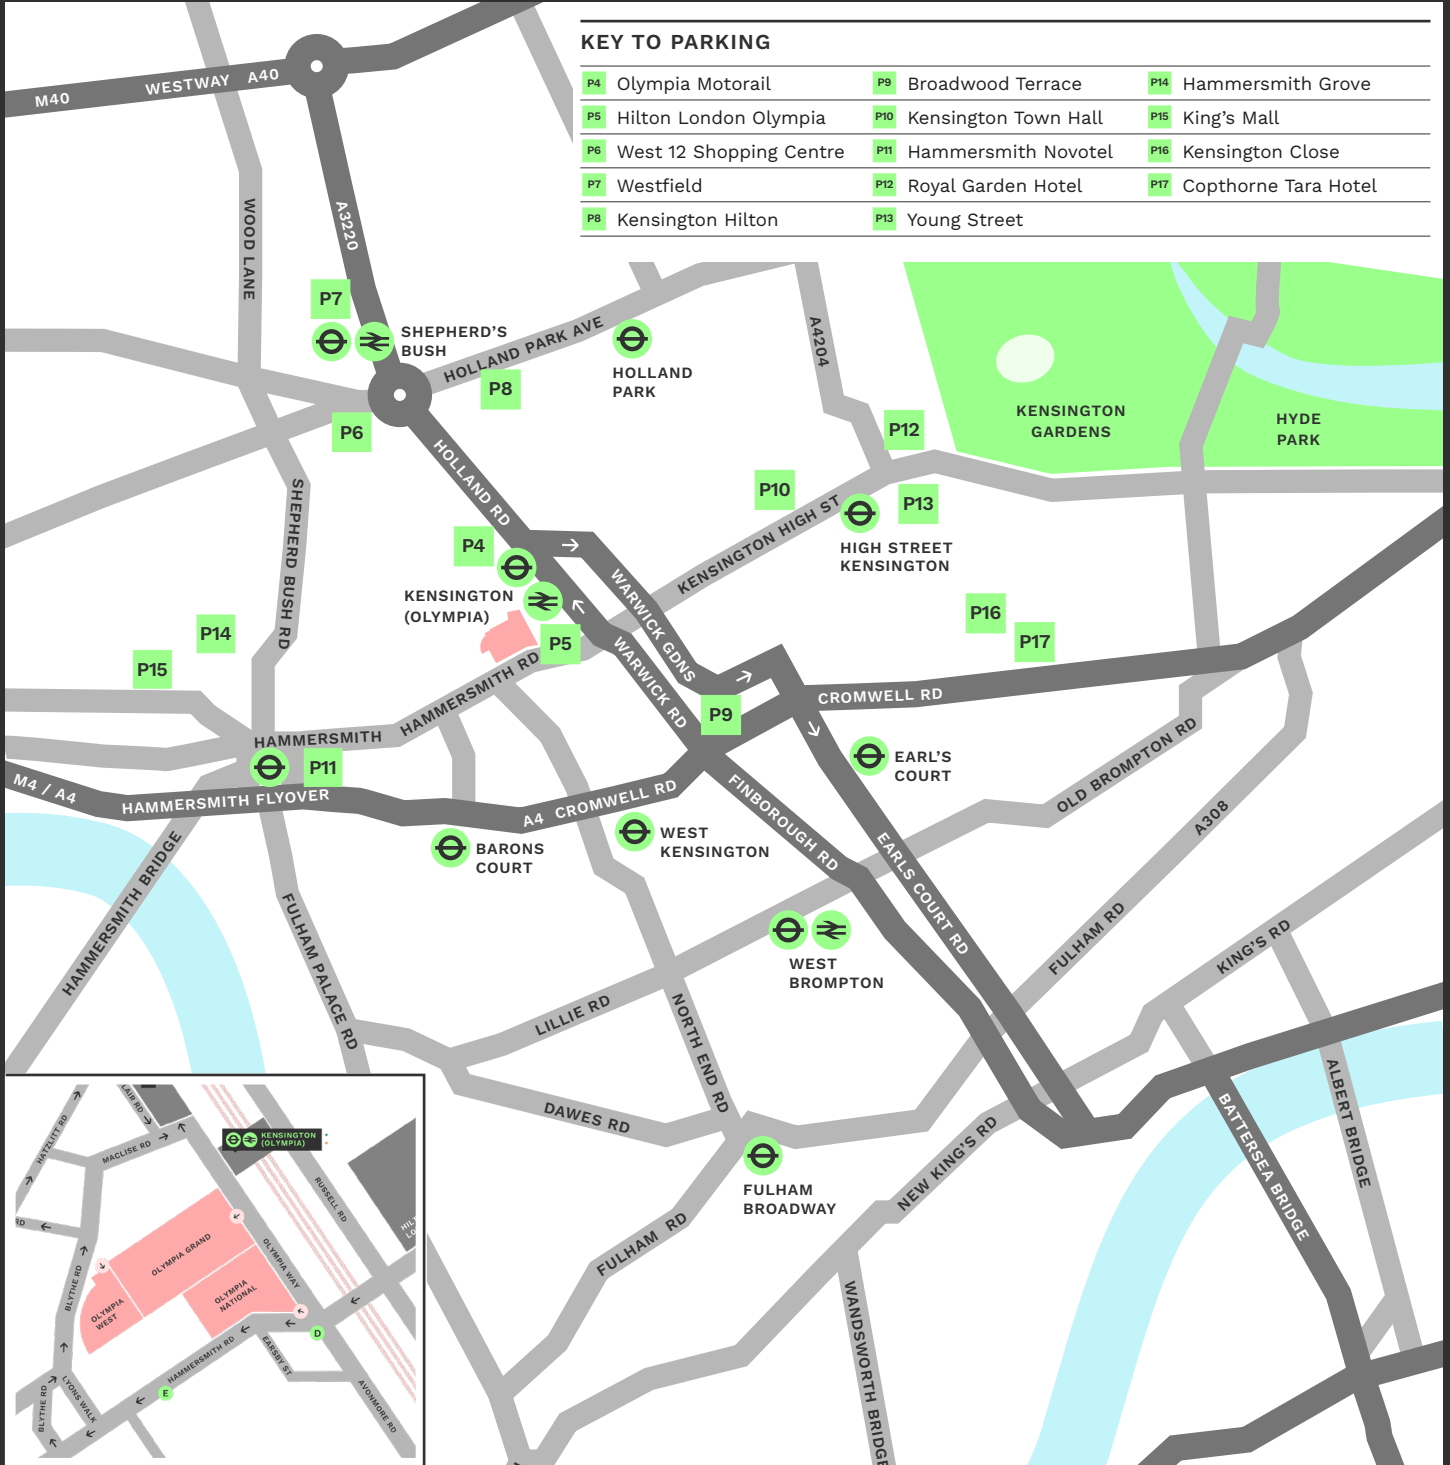 KEY TO PARKING
P4 Olympia Motorail
P5 Hilton London Olympia
P6 West 12 Shopping Centre
P7 Westfield
P8 Kensington Hilton
P9 Broadwood Terrace
P10 Kensington Town Hall
P11 Hammersmith Novotel
P12 Royal Garden Hotel
P13 Young Street
P14 Hammersmith Grove
P15 King's Mall
P16 Kensington Close
P17 Copthorne Tara Hotel
M40
WESTWAY A40
WOOD LANE
A3220
P7
SHEPHERD'S
BUSH
HOLLAND PARK AVE
HOLLAND
PARK
A4204
P8
P6
KENSINGTON
GARDENS
HYDE
PARK
P12
HOLLAND RD
P10
P13
KENSINGTON HIGH ST
HIGH STREET
KENSINGTON
SHEPHERD BUSH RD
P4
KENSINGTON
(OLYMPIA)
P5
WARWICK GDNS
WARWICK RD
P16
P17
P14
P15
HAMMERSMITH RD
HAMMERSMITH
P9
CROMWELL RD
P11
EARL'S
COURT
OLD BROMPTON RD
M4 / A4
HAMMERSMITH FLYOVER
A4 CROMWELL RD
FINBOROUGH RD
A308
BARONS
COURT
WEST
KENSINGTON
EARLS COURT RD
HAMMERSMITH BRIDGE
FULHAM PALACE RD
FULHAM RD
KING'S RD
WEST
BROMPTON
LILLIE RD
NORTH END RD
DAWES RD
ALBERT BRIDGE
BATTERSEA BRIDGE
NEW KING'S RD
FULHAM
BROADWAY
FULHAM RD
WANDSWORTH BRIDGE
LAIR RD
HAZLITT RD
MACLISE RD
KENSINGTON
(OLYMPIA)
RUSSELL RD
HILT
LO
RD
OLYMPIA GRAND
OLYMPIA WAY
BLYTHE RD
OLYMPIA
NATIONAL
OLYMPIA
WEST
D
HAMMERSMITH RD
EARSBY ST
E
LYONS WALK
BLYTHE RD
AVONMORE RD